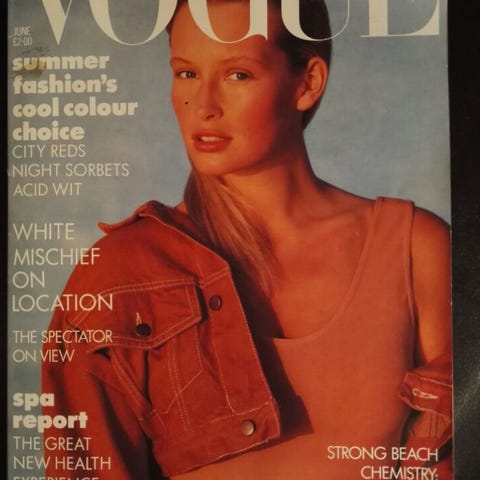 VOGUE
JUNE
£2·00
summer
fashion's
cool colour
choice
CITY REDS
NIGHT SORBETS
ACID WIT
WHITE
MISCHIEF
ON
LOCATION
THE SPECTATOR
ON VIEW
spa
report
THE GREAT
NEW HEALTH
EXPERIENCE
STRONG BEACH
CHEMISTRY: